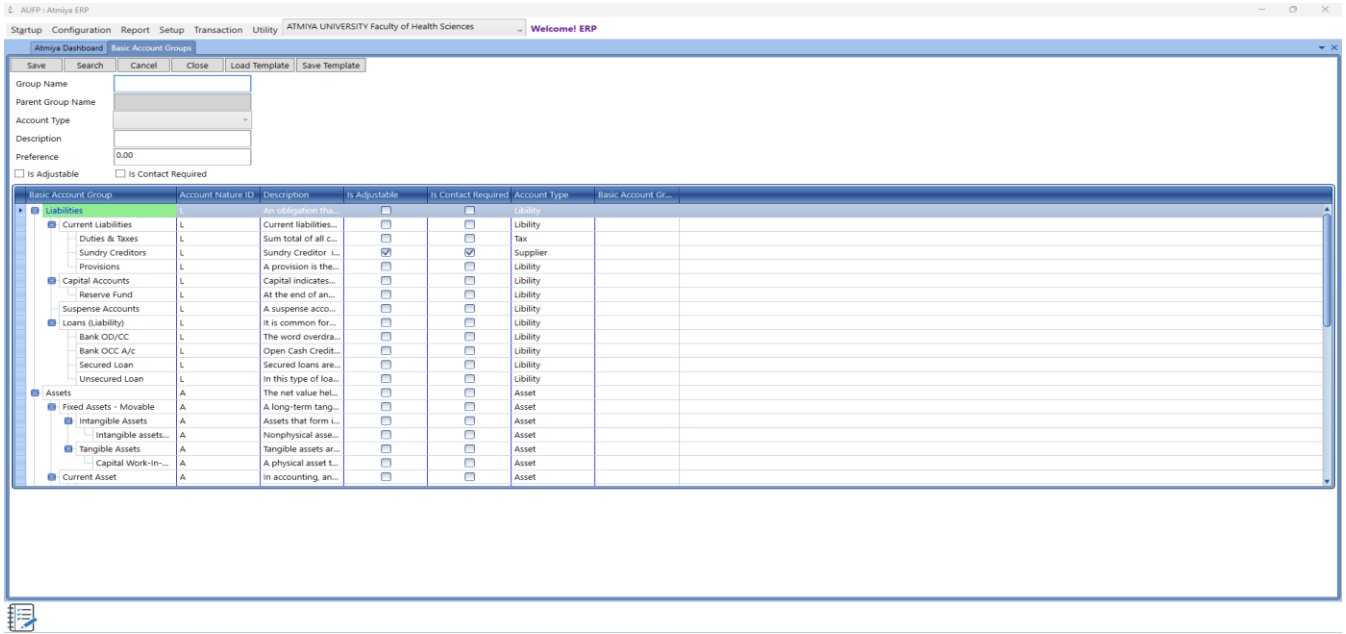 AUFP : Atmiya ERP
Startup Configuration Report Setup Transaction Utility ATMIYA UNIVERSITY Faculty of Health Sciences Welcome! ERP
Atmiya Dashboard Basic Account Groups
Save Search Cancel Close Load Template Save Template
Group Name
Parent Group Name
Account Type
Description
Preference 0.00
Is Adjustable Is Contact Required
Basic Account Group Account Nature ID Description Is Adjustable Is Contact Required Account Type Basic Account Gr...
Liabilities L An obligation tha... Libility
Current Liabilities L Current liabilities... Libility
Duties & Taxes L Sum total of all c... Tax
Sundry Creditors L Sundry Creditor i... Supplier
Provisions L A provision is the... Libility
Capital Accounts L Capital indicates... Libility
Reserve Fund L At the end of an... Libility
Suspense Accounts L A suspense acco... Libility
Loans (Liability) L It is common for... Libility
Bank OD/CC L The word overdra... Libility
Bank OCC A/c L Open Cash Credit... Libility
Secured Loan L Secured loans are... Libility
Unsecured Loan L In this type of loa... Libility
Assets A The net value hel... Asset
Fixed Assets - Movable A A long-term tang... Asset
Intangible Assets A Assets that form i... Asset
Intangible assets... A Nonphysical asse... Asset
Tangible Assets A Tangible assets ar... Asset
Capital Work-In-... A A physical asset t... Asset
Current Asset A In accounting, an... Asset